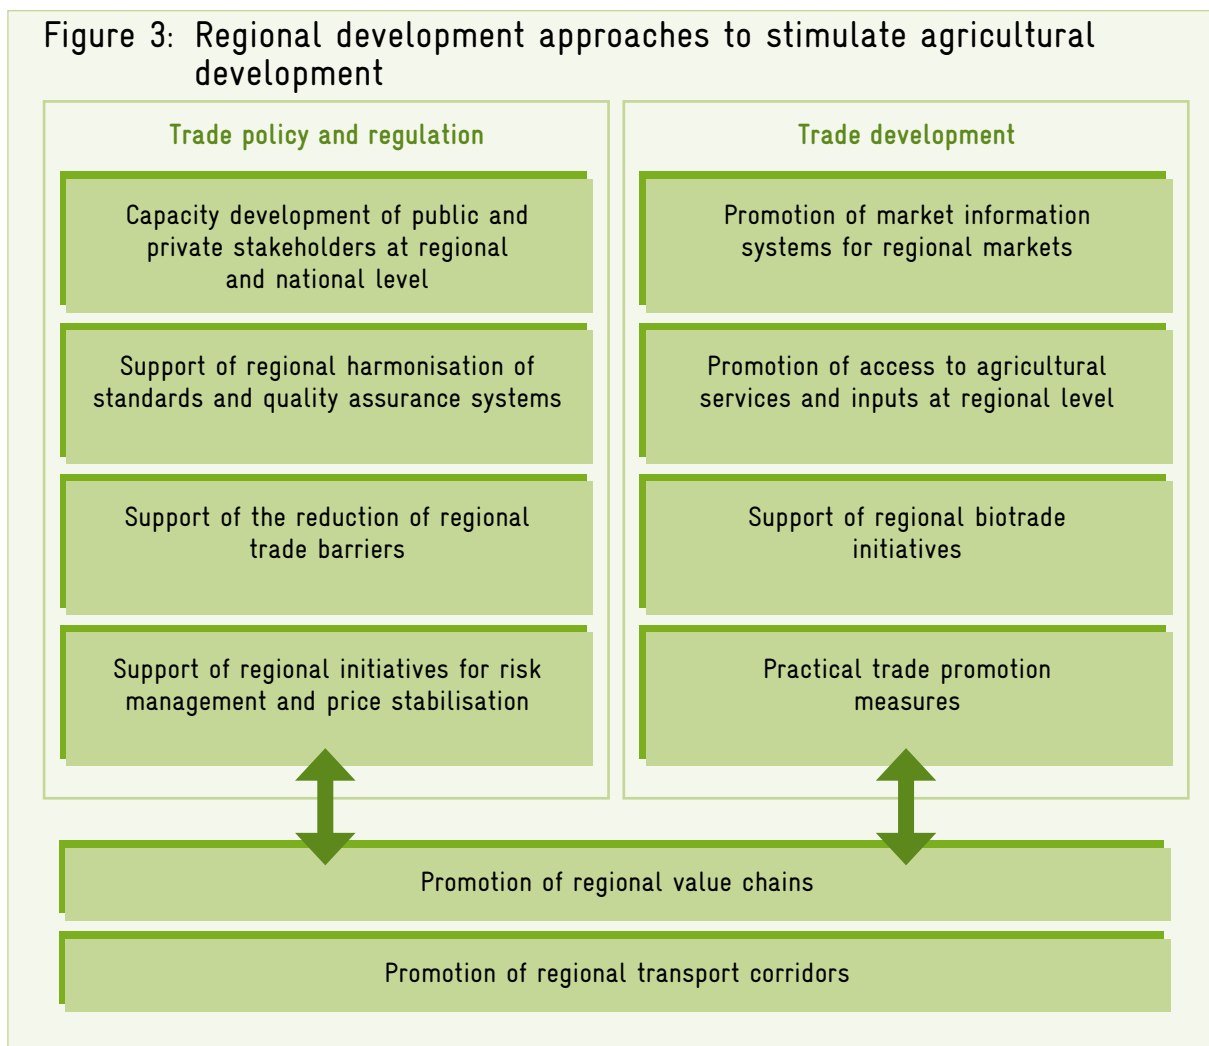 Figure 3: Regional development approaches to stimulate agricultural
development
Trade policy and regulation
Capacity development of public and
private stakeholders at regional
and national level
Support of regional harmonisation of
standards and quality assurance systems
Support of the reduction of regional
trade barriers
Support of regional initiatives for risk
management and price stabilisation
Trade development
Promotion of market information
systems for regional markets
Promotion of access to agricultural
services and inputs at regional level
Support of regional biotrade
initiatives
Practical trade promotion
measures
Promotion of regional value chains
Promotion of regional transport corridors